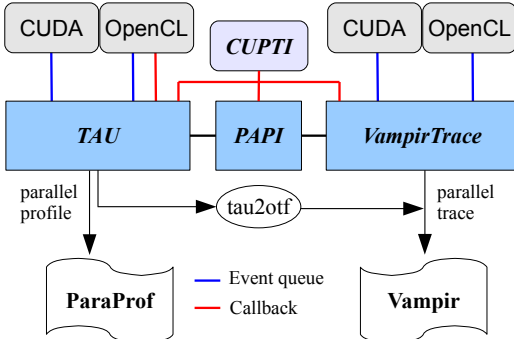 CUDA
OpenCL
CUPTI
CUDA
OpenCL
TAU
PAPI
VampirTrace
parallel
profile
tau2otf
parallel
trace
ParaProf
Event queue
Callback
Vampir